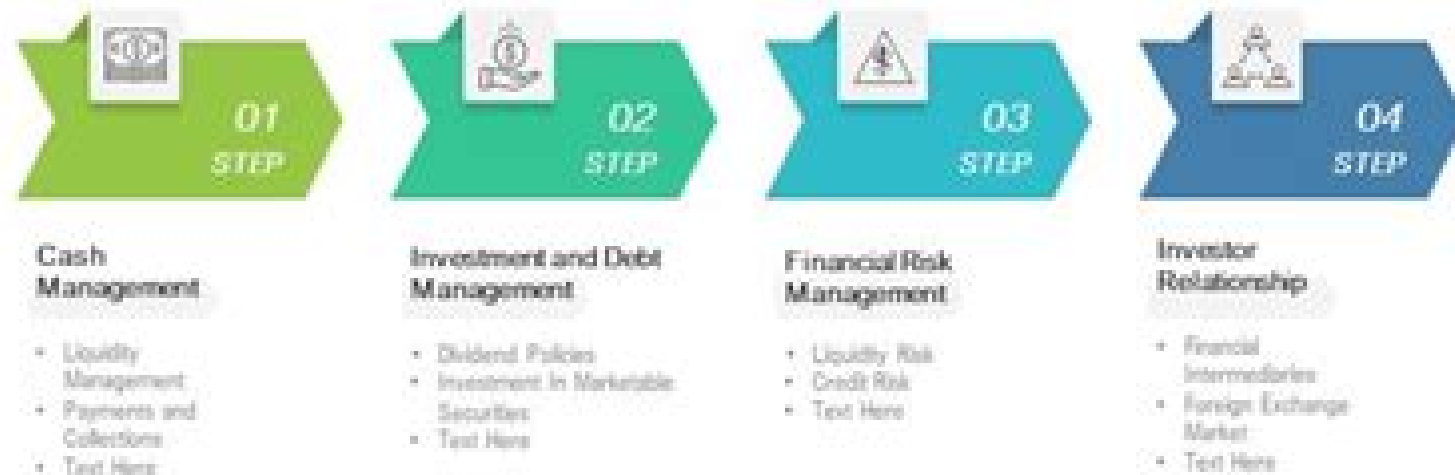 01
STEP
Cash
Management
• Liquidity
Management
• Payments and
Collections
• Text Here
02
STEP
Investment and Debt
Management
• Dividend Policies
• Investment In Marketable
Securities
• Text Here
03
STEP
Financial Risk
Management
• Liquidity Risk
• Credit Risk
• Text Here
04
STEP
Investor
Relationship
• Financial
Intermediaries
• Foreign Exchange
Market
• Text Here